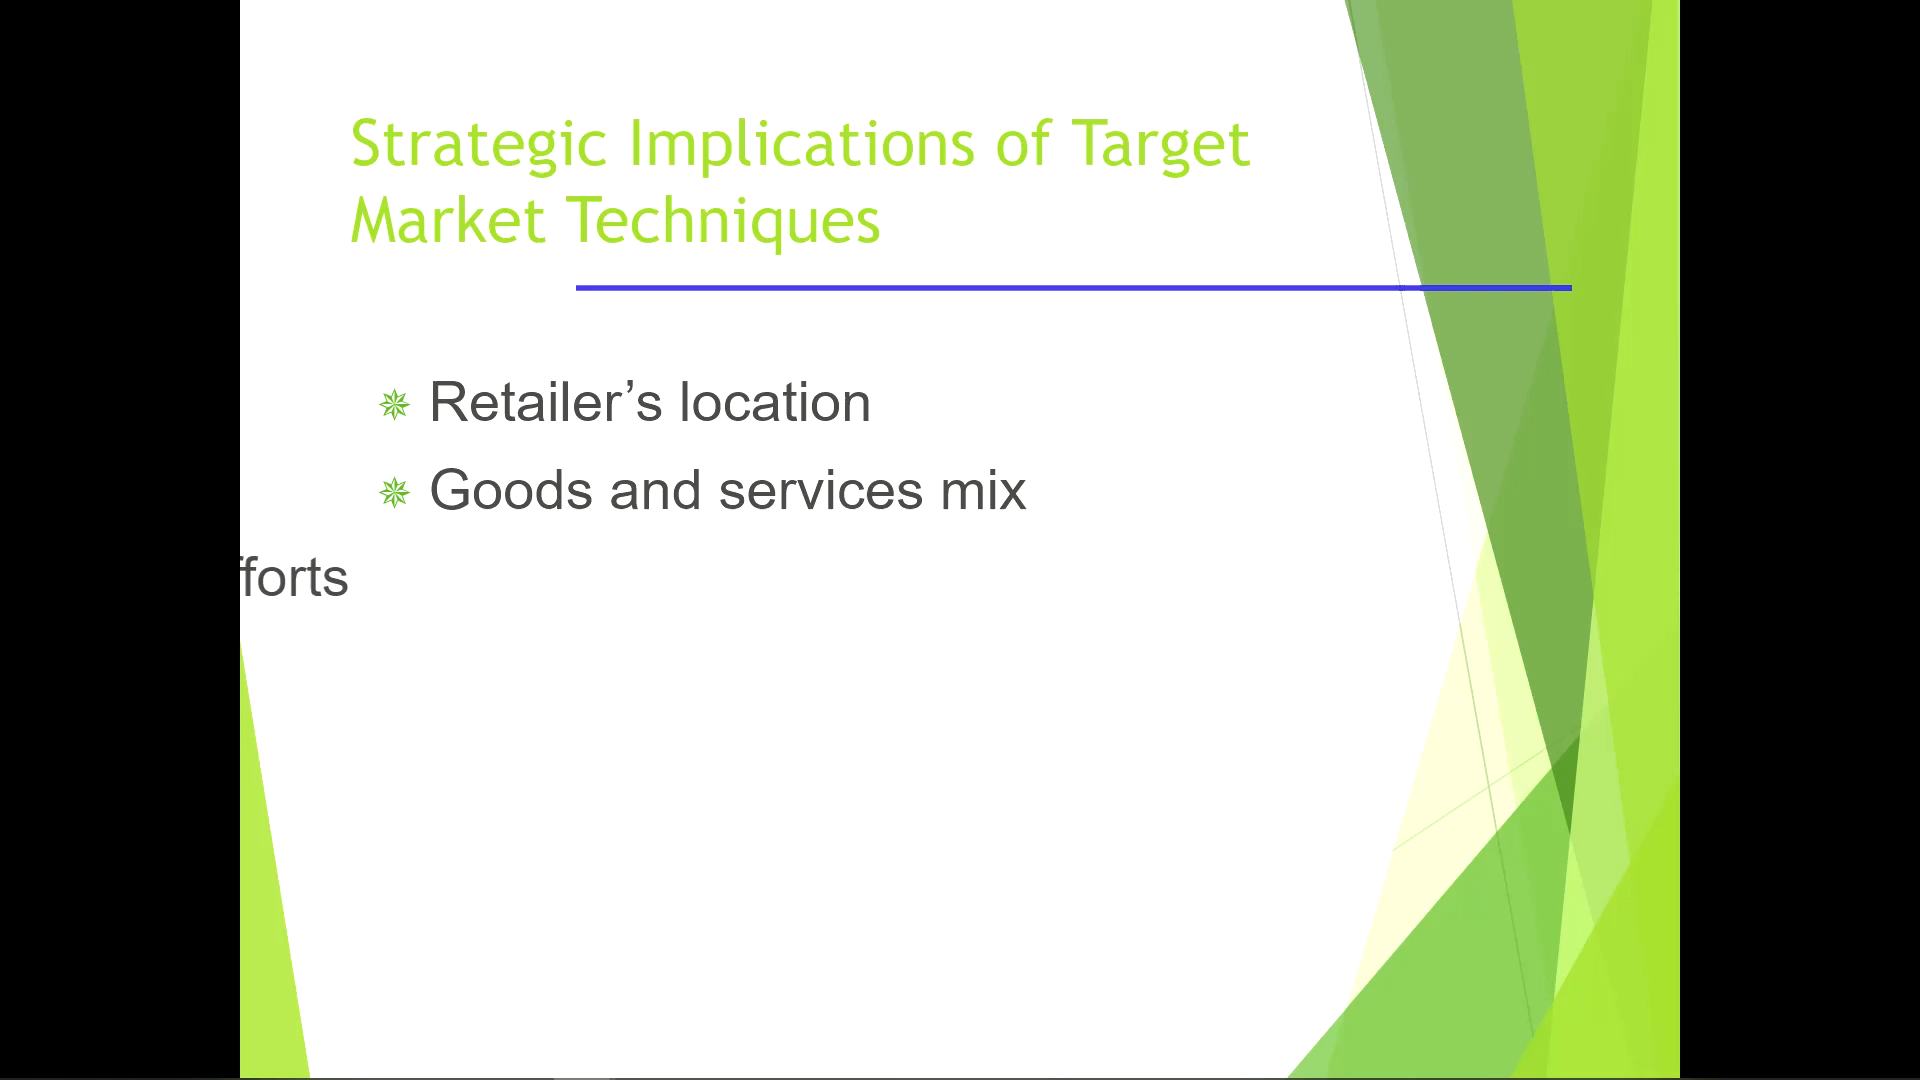 Strategic Implications of Target
Market Techniques
Retailer’s location
Goods and services mix
fforts